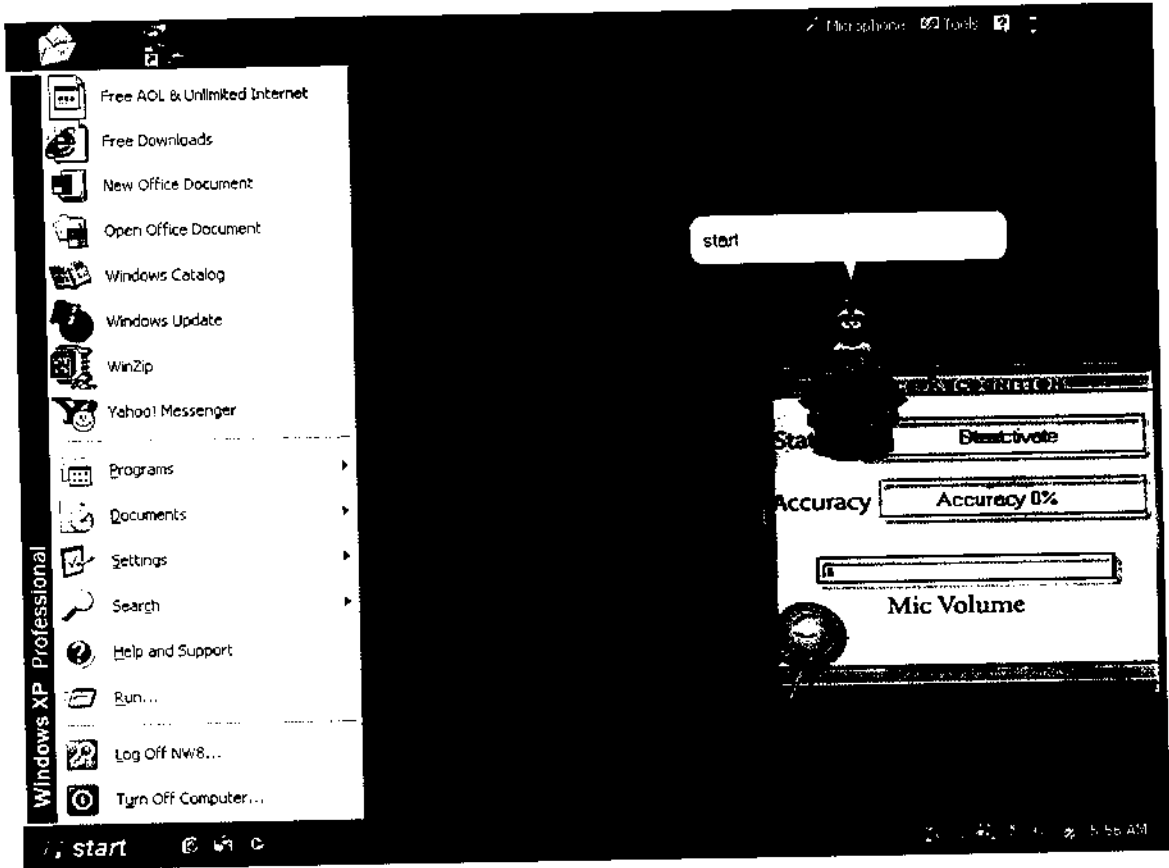 Microphone Tools
Free AOL & Unlimited Internet
Free Downloads
New Office Document
Open Office Document
Windows Catalog
Windows Update
WinZip
Yahoo! Messenger
Programs
Documents
Settings
Search
Help and Support
Run...
Log Off NW8...
Turn Off Computer...
Windows XP Professional
start
start
Deactivate
Accuracy
Accuracy 0%
Mic Volume
5:56 AM